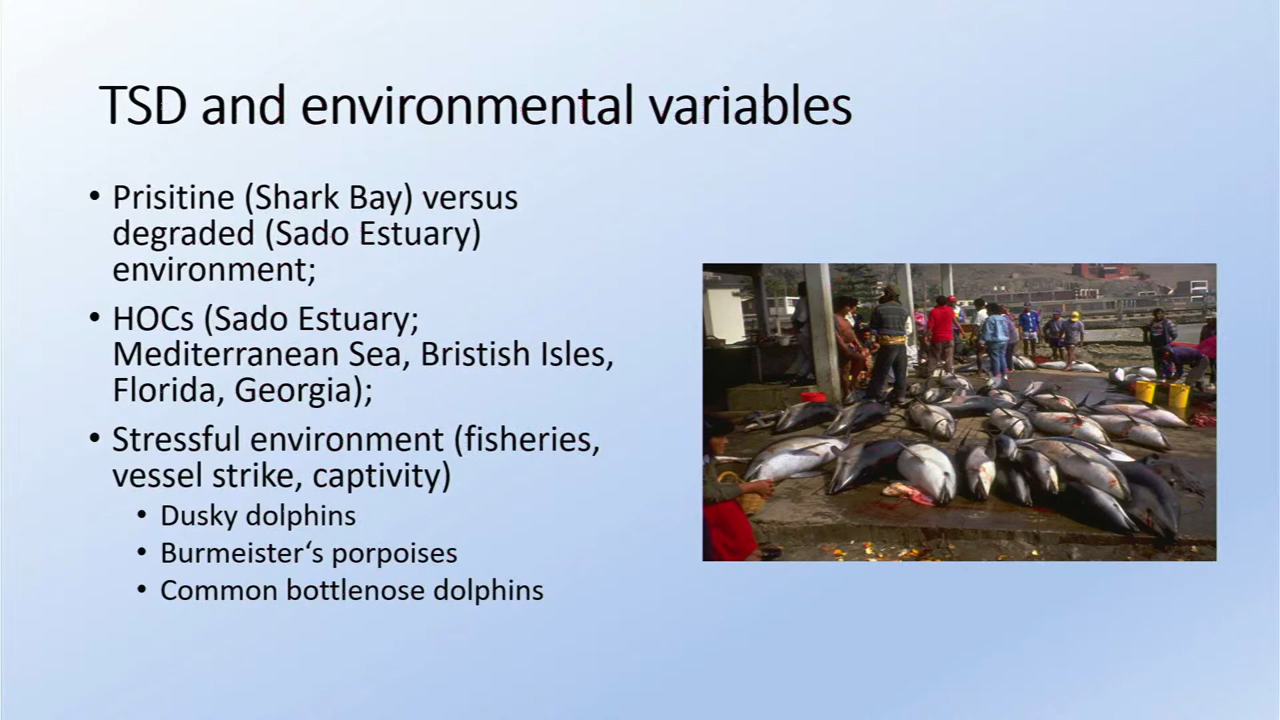 TSD and environmental variables
• Prisitine (Shark Bay) versus
degraded (Sado Estuary)
environment;
• HOCs (Sado Estuary;
Mediterranean Sea, Bristish Isles,
Florida, Georgia);
• Stressful environment (fisheries,
vessel strike, captivity)
• Dusky dolphins
• Burmeister‘s porpoises
• Common bottlenose dolphins